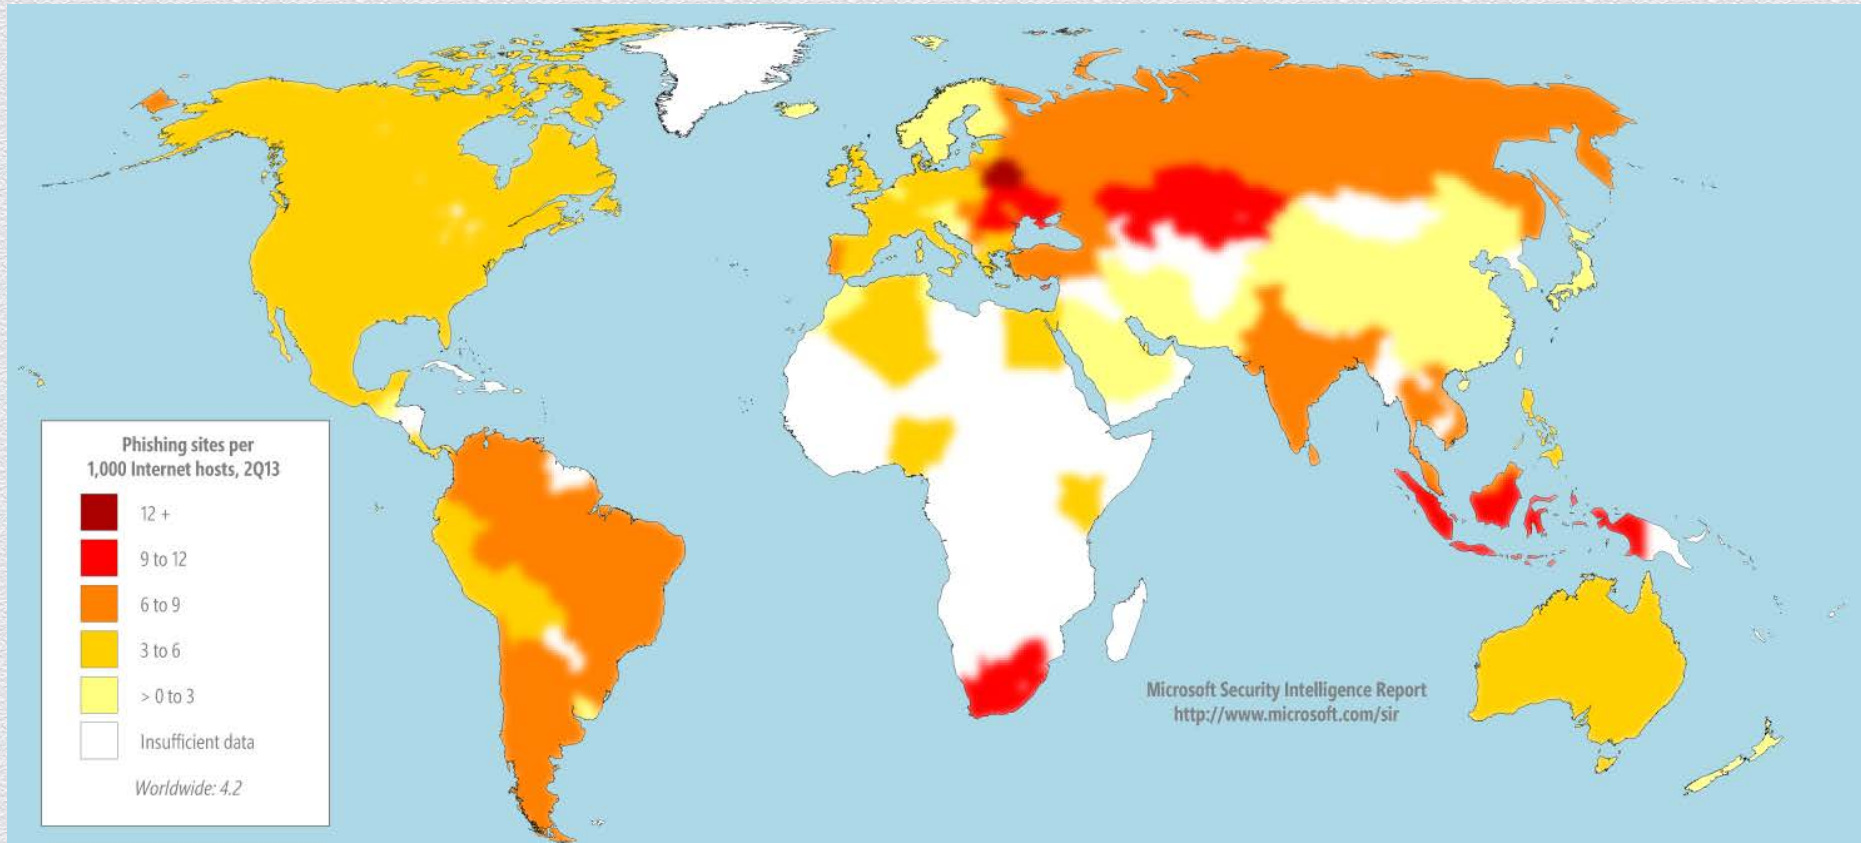 Phishing sites per
1,000 Internet hosts, 2Q13
12 +
9 to 12
6 to 9
3 to 6
> 0 to 3
Insufficient data
Worldwide: 4.2
Microsoft Security Intelligence Report
http://www.microsoft.com/sir